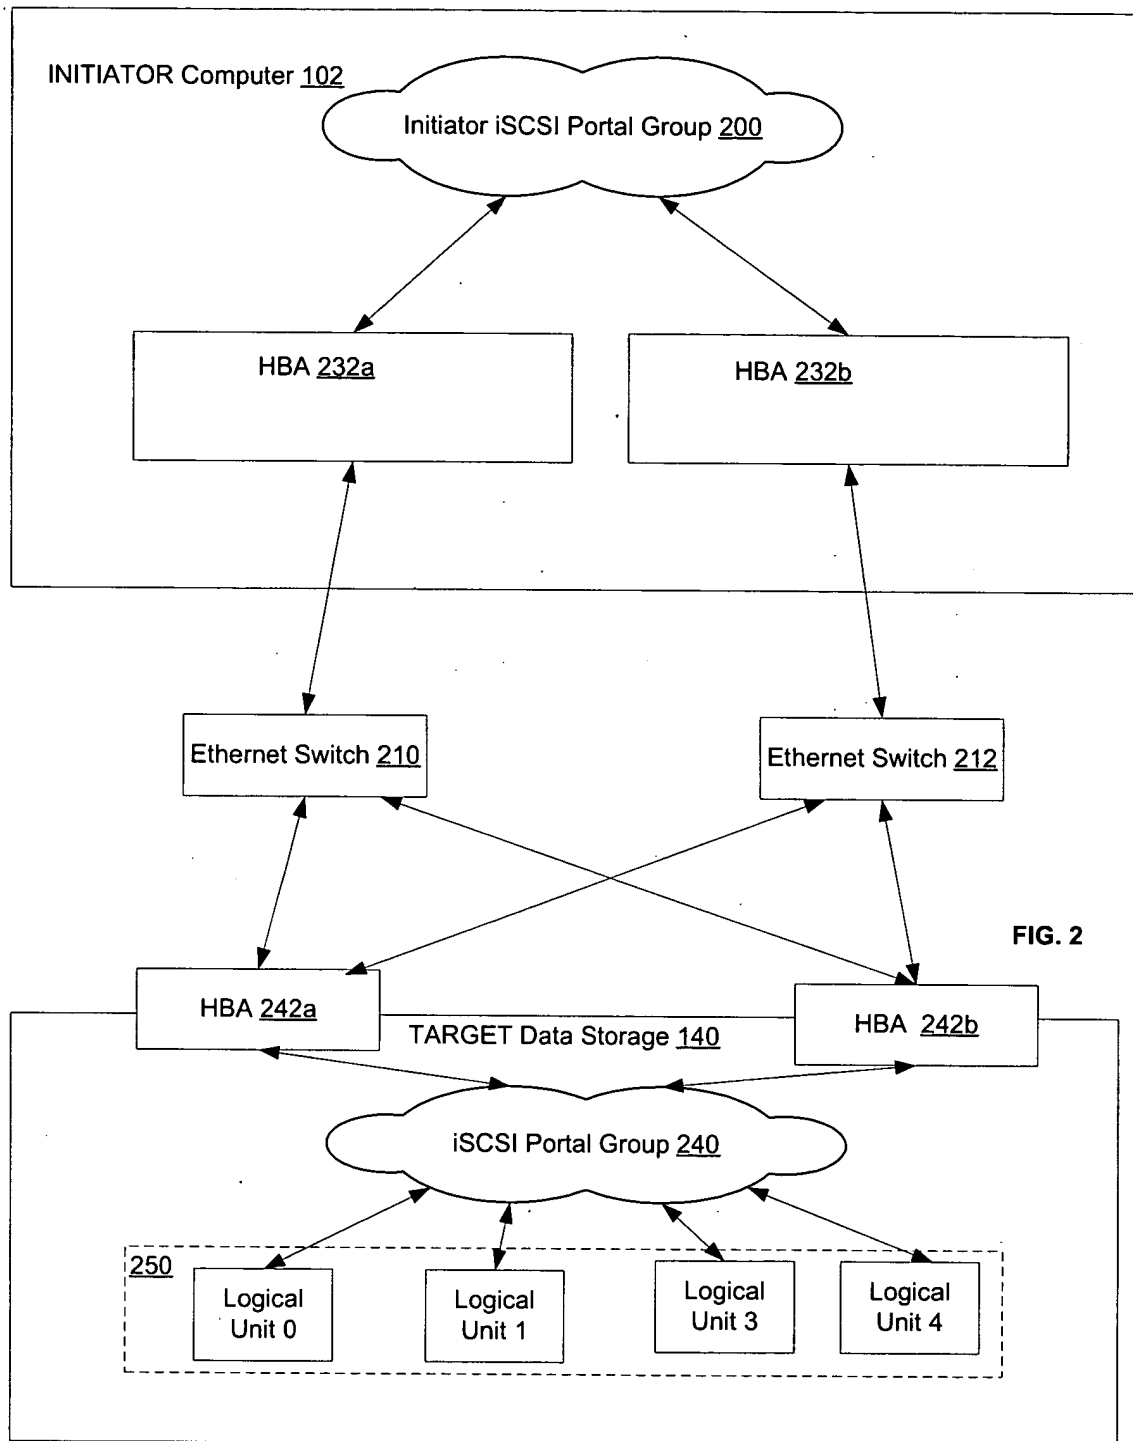 INITIATOR Computer 102
Initiator iSCSI Portal Group 200
HBA 232a
HBA 232b
Ethernet Switch 210
Ethernet Switch 212
FIG. 2
HBA 242a
HBA 242b
TARGET Data Storage 140
iSCSI Portal Group 240
250
Logical
Unit 0
Logical
Unit 1
Logical
Unit 3
Logical
Unit 4